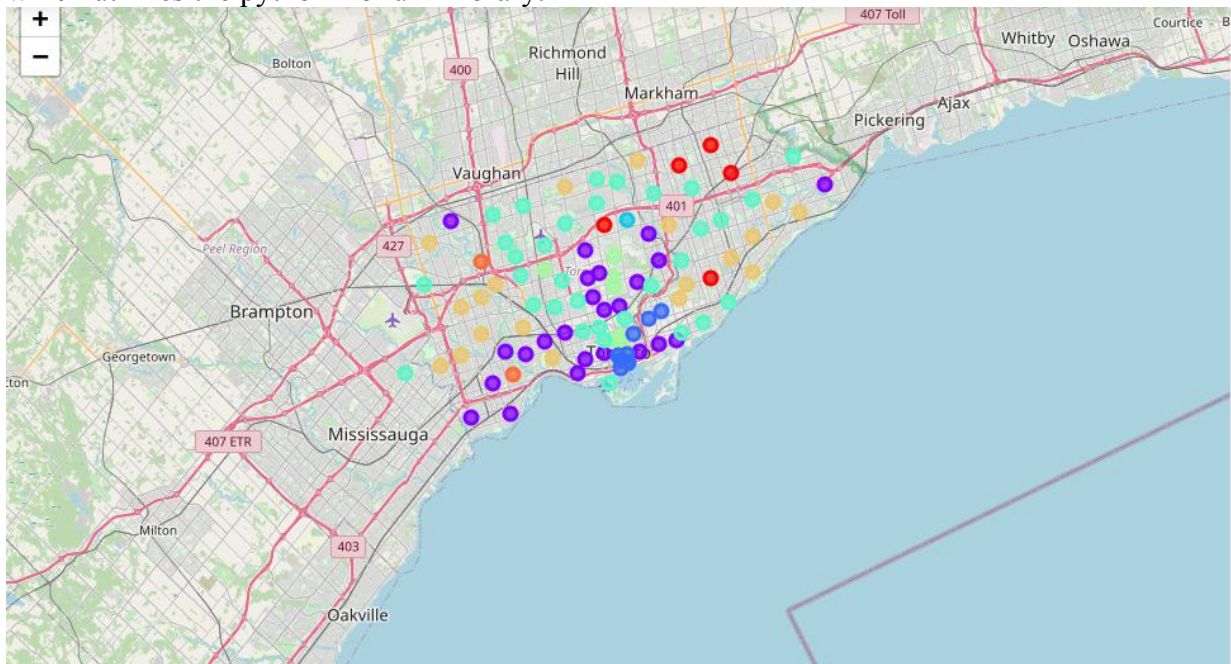 +
−
407 Toll
Courtice
Whitby
Oshawa
Richmond
Hill
Bolton
400
Markham
Ajax
Pickering
Vaughan
401
427
Peel Region
Brampton
Georgetown
Mississauga
407 ETR
Milton
403
Oakville